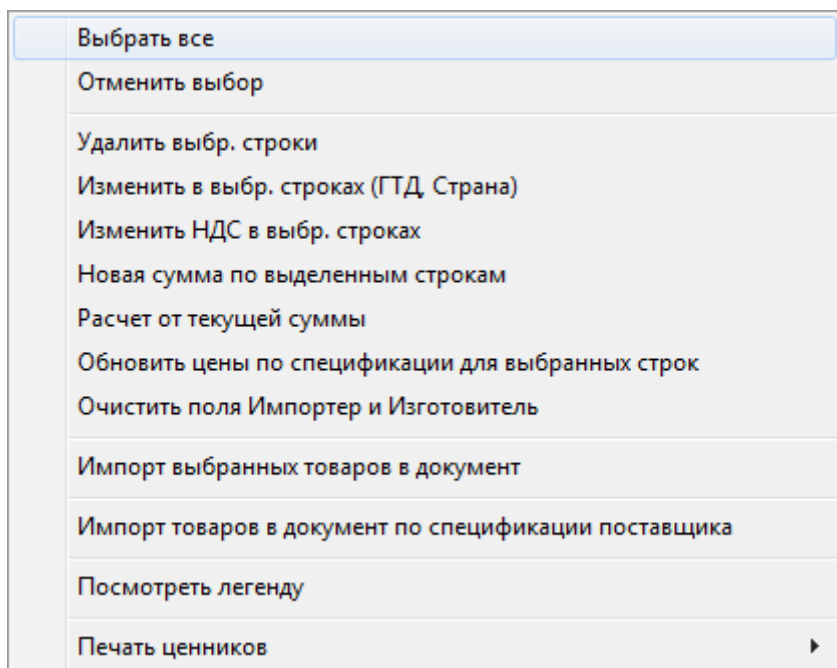 Выбрать все
Отменить выбор
Удалить выбр. строки
Изменить в выбр. строках (ГТД, Страна)
Изменить НДС в выбр. строках
Новая сумма по выделенным строкам
Расчет от текущей суммы
Обновить цены по спецификации для выбранных строк
Очистить поля Импортер и Изготовитель
Импорт выбранных товаров в документ
Импорт товаров в документ по спецификации поставщика
Посмотреть легенду
Печать ценников